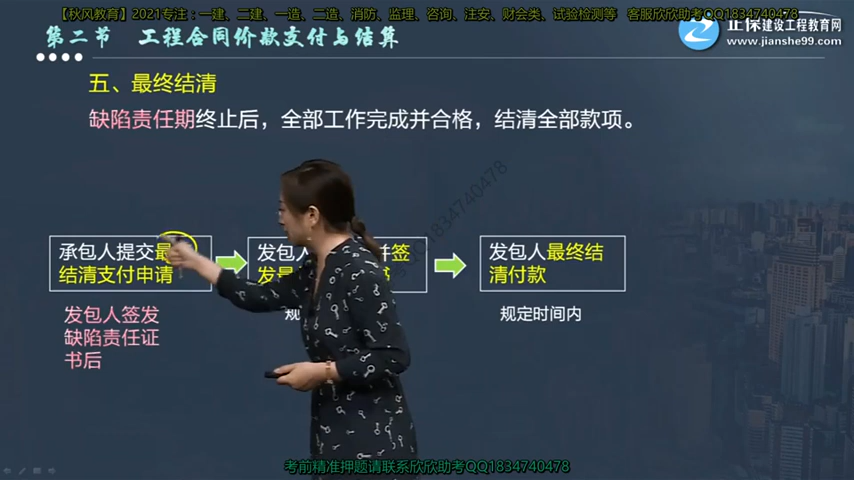 【秋风教育】2021专注：一建、二建、一造、二造、消防、监理、咨询、注安、财会类、试验检测等 客服欣欣助考QQ1834740478
第二节 工程合同价款支付与结算
正保建设工程教育网
www.jianshe99.com
五、最终结清
缺陷责任期终止后，全部工作完成并合格，结清全部款项。
承包人提交最
结清支付申请
发包人
并签
发最
发包人最终结
清付款
发包人签发
缺陷责任证
书后
规
规定时间内
QQ1834740478
考前精准押题请联系欣欣助考QQ1834740478